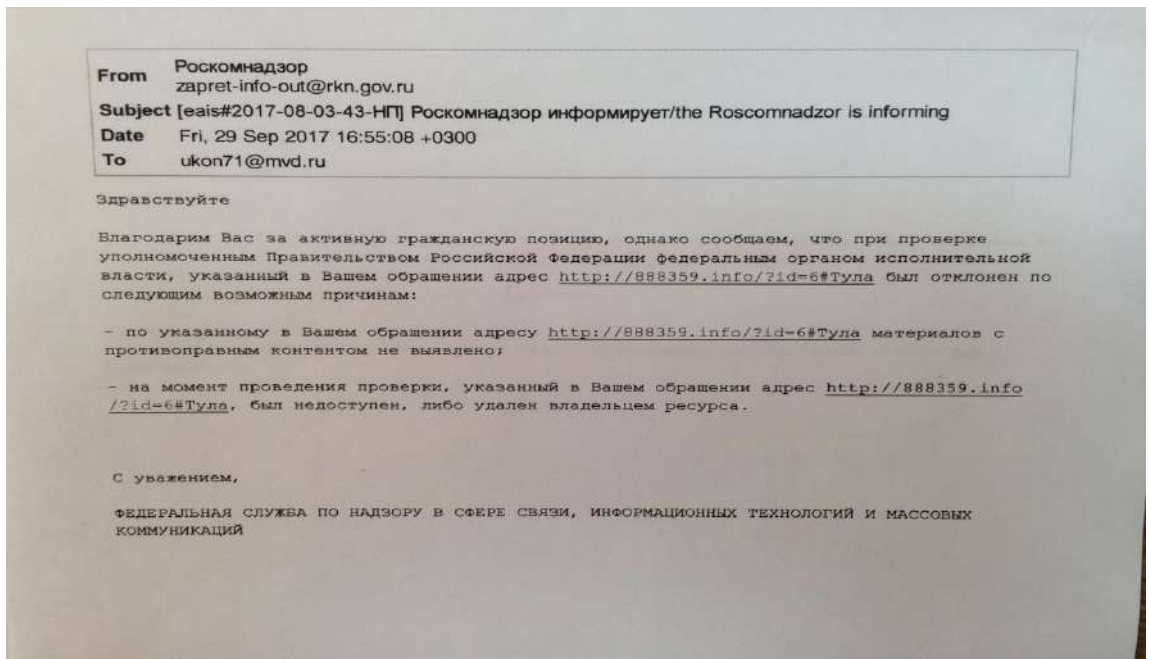 From Роскомнадзор
zapret-info-out@rkn.gov.ru
Subject [eais#2017-08-03-43-НП] Роскомнадзор информирует/the Roscomnadzor is informing
Date Fri, 29 Sep 2017 16:55:08 +0300
To ukon71@mvd.ru
Здравствуйте
Благодарим Вас за активную гражданскую позицию, однако сообщаем, что при проверке
уполномоченным Правительством Российской Федерации федеральным органом исполнительной
власти, указанный в Вашем обращении адрес http://888359.info/?id=6#Тула был отклонен по
следующим возможным причинам:
- по указанному в Вашем обращении адресу http://888359.info/?id=6#Тула материалов с
противоправным контентом не выявлено;
- на момент проведения проверки, указанный в Вашем обращении адрес http://888359.info
/?id=6#Тула, был недоступен, либо удален владельцем ресурса.
С уважением,
ФЕДЕРАЛЬНАЯ СЛУЖБА ПО НАДЗОРУ В СФЕРЕ СВЯЗИ, ИНФОРМАЦИОННЫХ ТЕХНОЛОГИЙ И МАССОВЫХ
КОММУНИКАЦИЙ